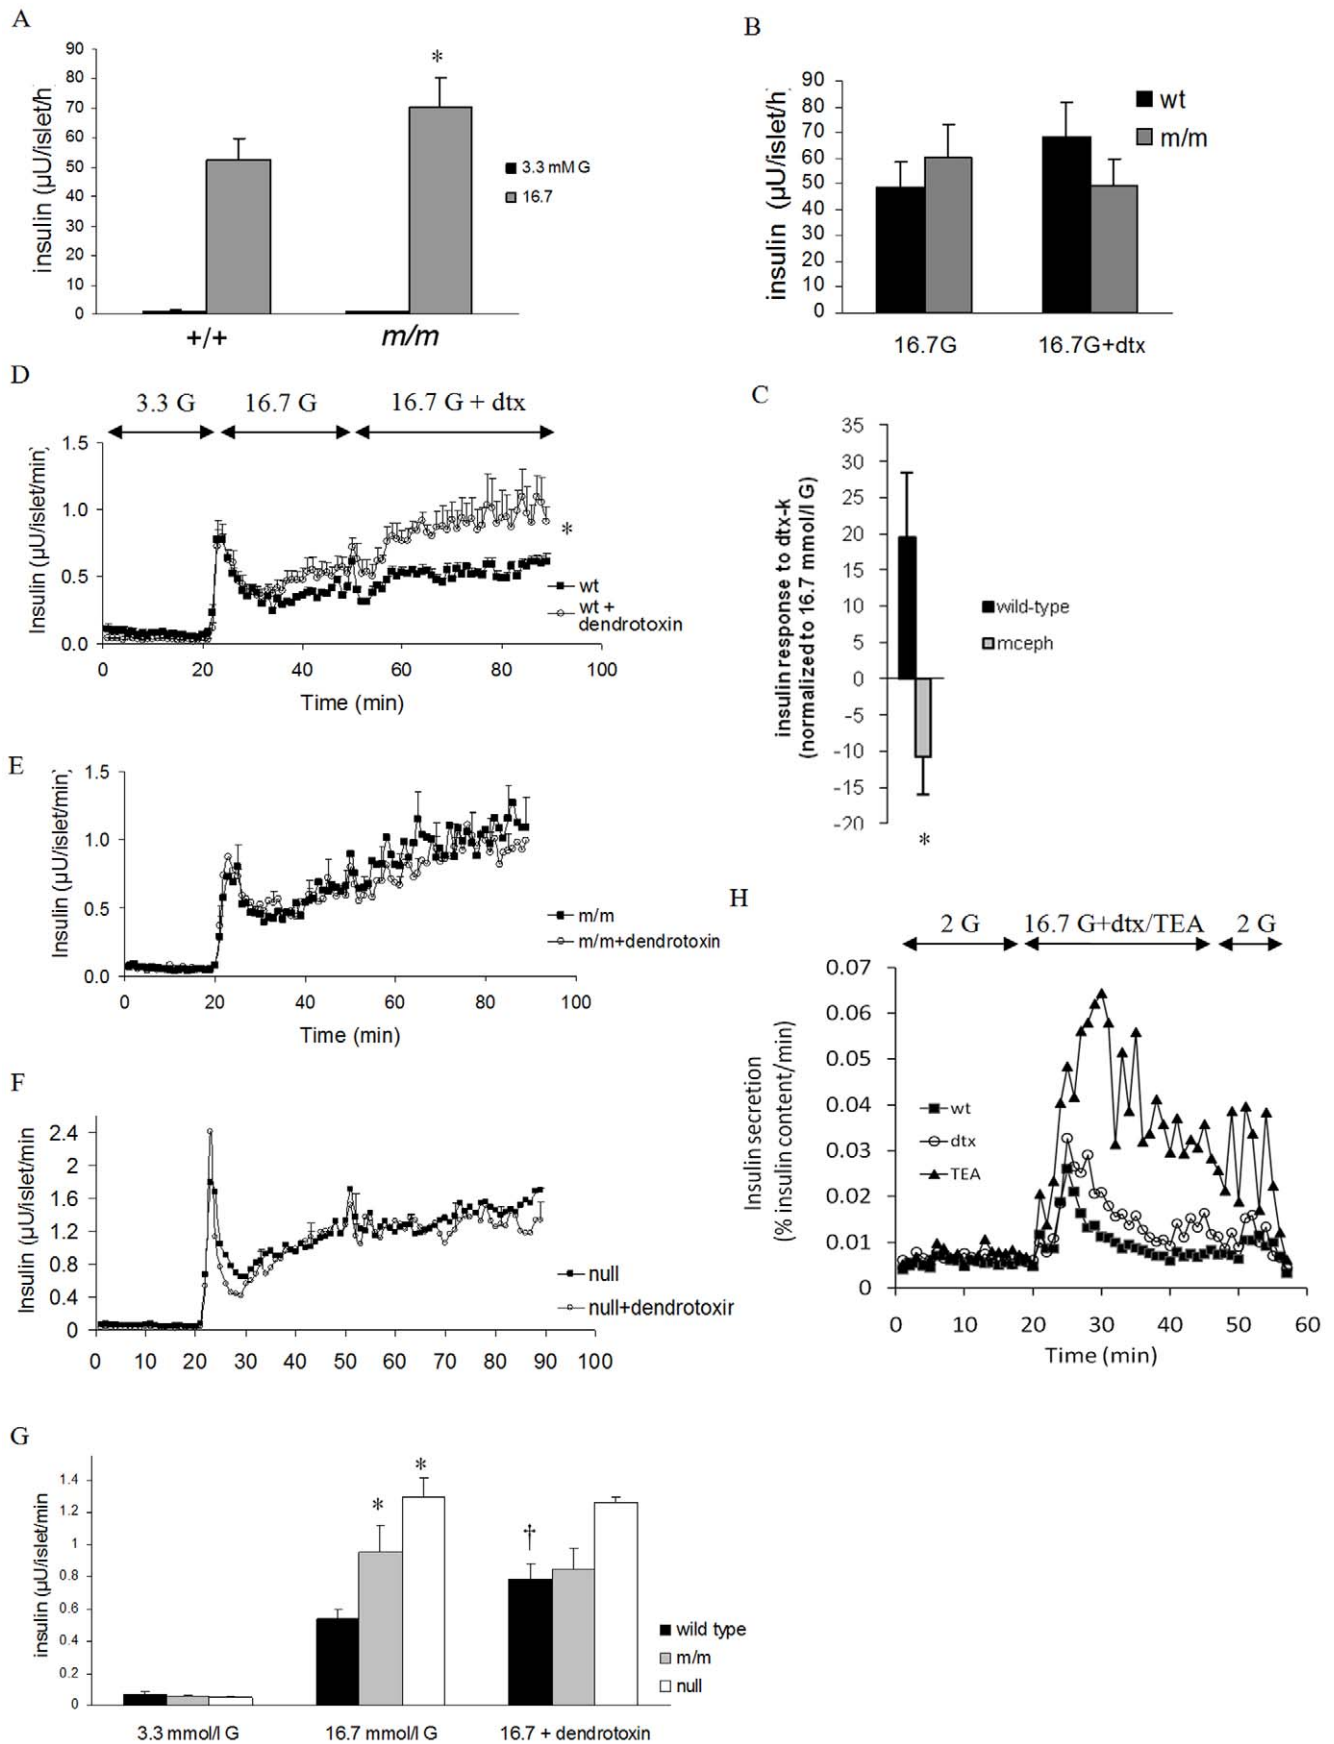 A
90
80
70
60
50
40
30
20
10
0
insulin (µU/islet/h)
*
3.3 mM G
16.7
+/+
m/m
B
90
80
70
60
50
40
30
20
10
0
insulin (µU/islet/h)
wt
m/m
16.7G
16.7G+dtx
D
3.3 G
16.7 G
16.7 G + dtx
1.5
1.0
0.5
0.0
Insulin (µU/islet/min)
*
wt
wt +
dendrotoxin
0
20
40
60
80
100
Time (min)
C
35
30
25
20
15
10
5
0
-5
-10
-15
-20
insulin response to dtx-k
(normalized to 16.7 mmol/l G)
wild-type
mceph
*
E
1.5
1.0
0.5
0.0
Insulin (µU/islet/min)
m/m
m/m+dendrotoxin
0
20
40
60
80
100
Time (min)
H
2 G
16.7 G+dtx/TEA
2 G
0.07
0.06
0.05
0.04
0.03
0.02
0.01
0
Insulin secretion
(% insulin content/min)
wt
dtx
TEA
0
10
20
30
40
50
60
Time (min)
F
2.4
2
1.6
1.2
0.8
0.4
0
Insulin (µU/islet/min
null
null+dendrotoxir
0
10
20
30
40
50
60
70
80
90
100
G
1.4
1.2
1
0.8
0.6
0.4
0.2
0
insulin (µU/islet/min
*
*
†
wild type
m/m
null
3.3 mmol/l G
16.7 mmol/l G
16.7 + dendrotoxin